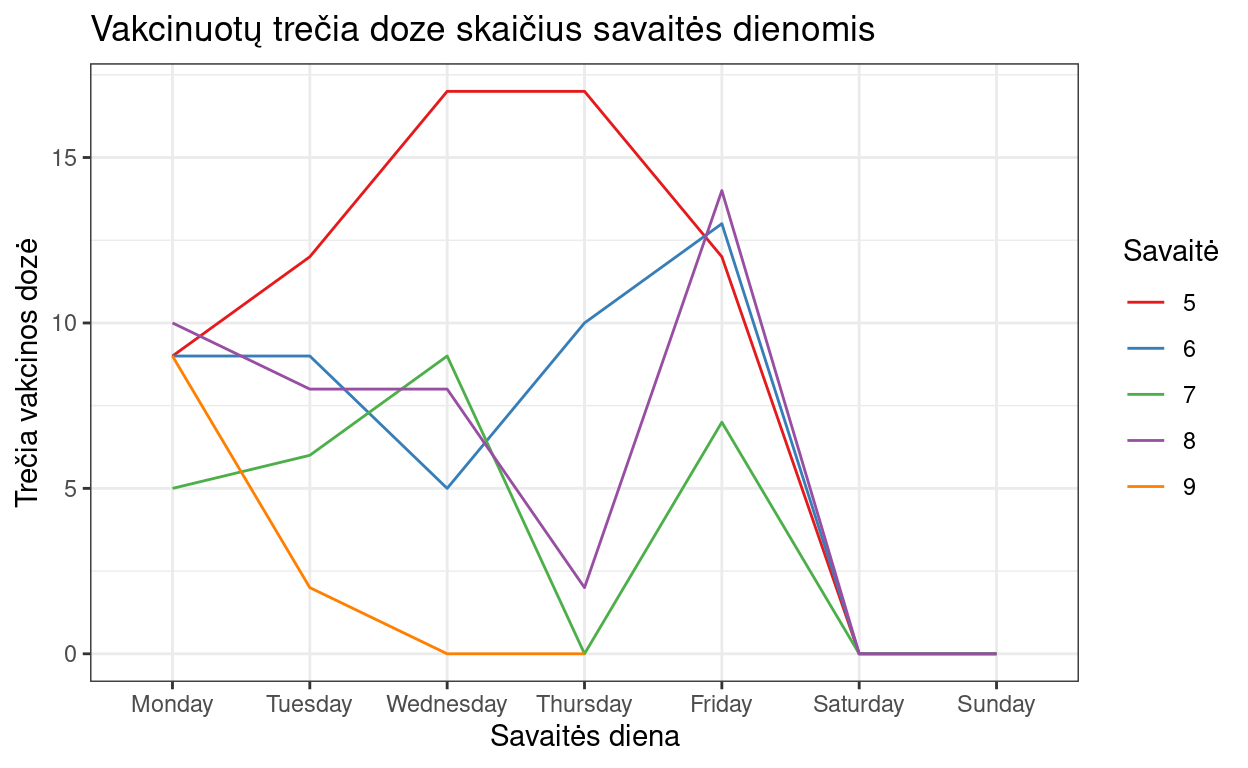 Vakcinuotų trečia doze skaičius savaitės dienomis
Trečia vakcinos dozė
15
10
5
0
Monday Tuesday Wednesday Thursday Friday Saturday Sunday
Savaitės diena
Savaitė
5
6
7
8
9